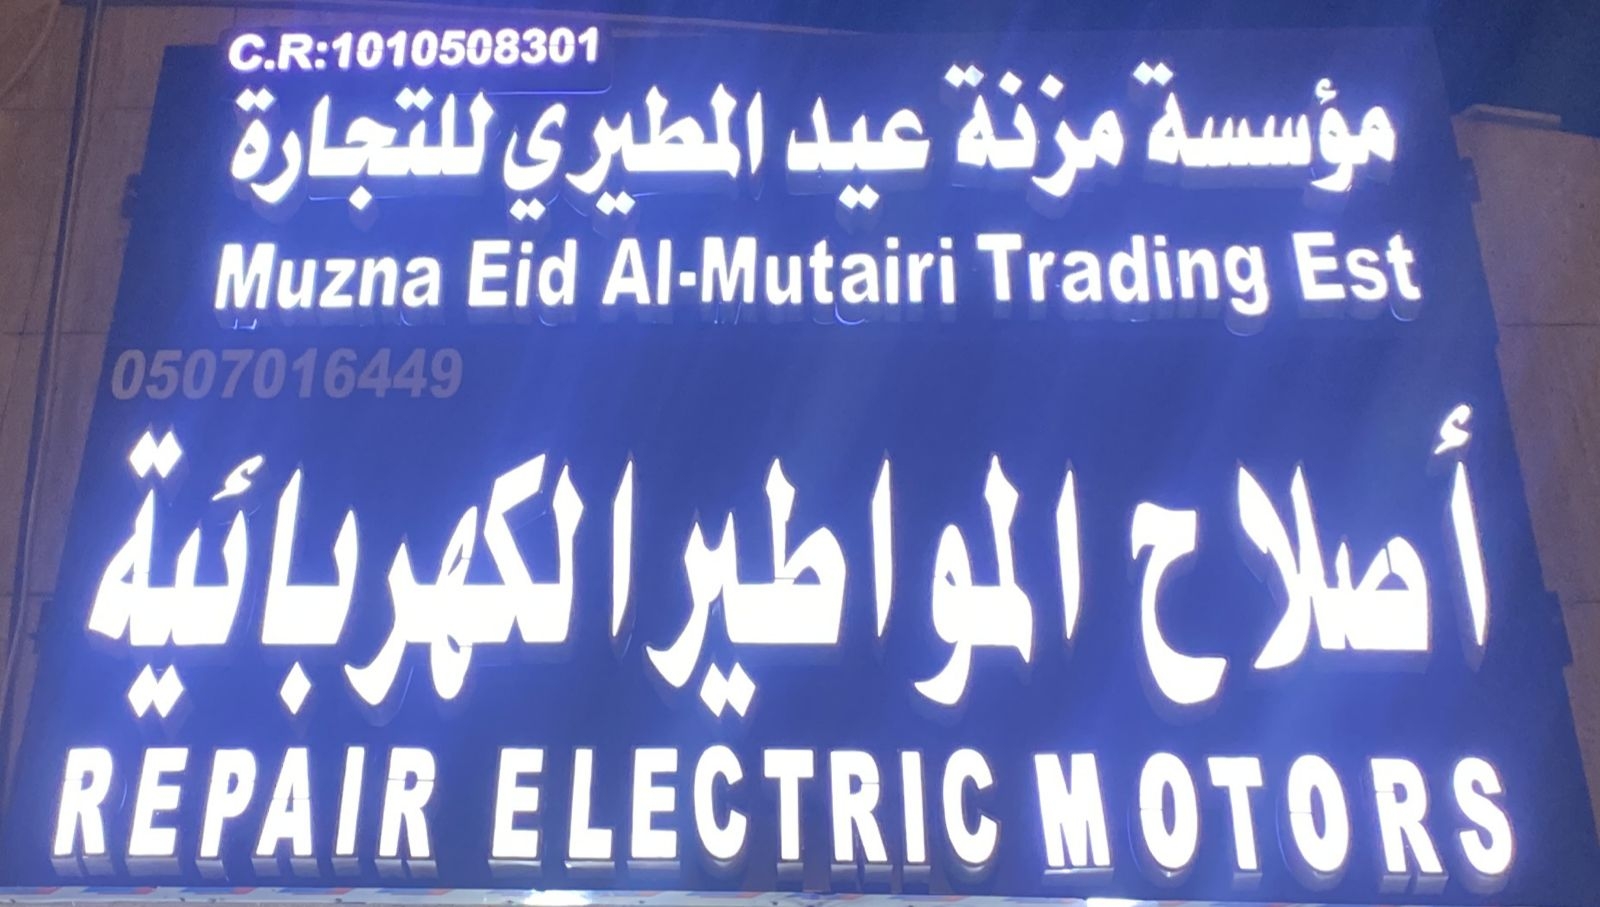 C.R:1010508301
مؤسسة مزنة عيد المطيري للتجارة
Muzna Eid Al-Mutairi Trading Est
0507016449
أصلاح المواطير الكهربائية
REPAIR ELECTRIC MOTORS